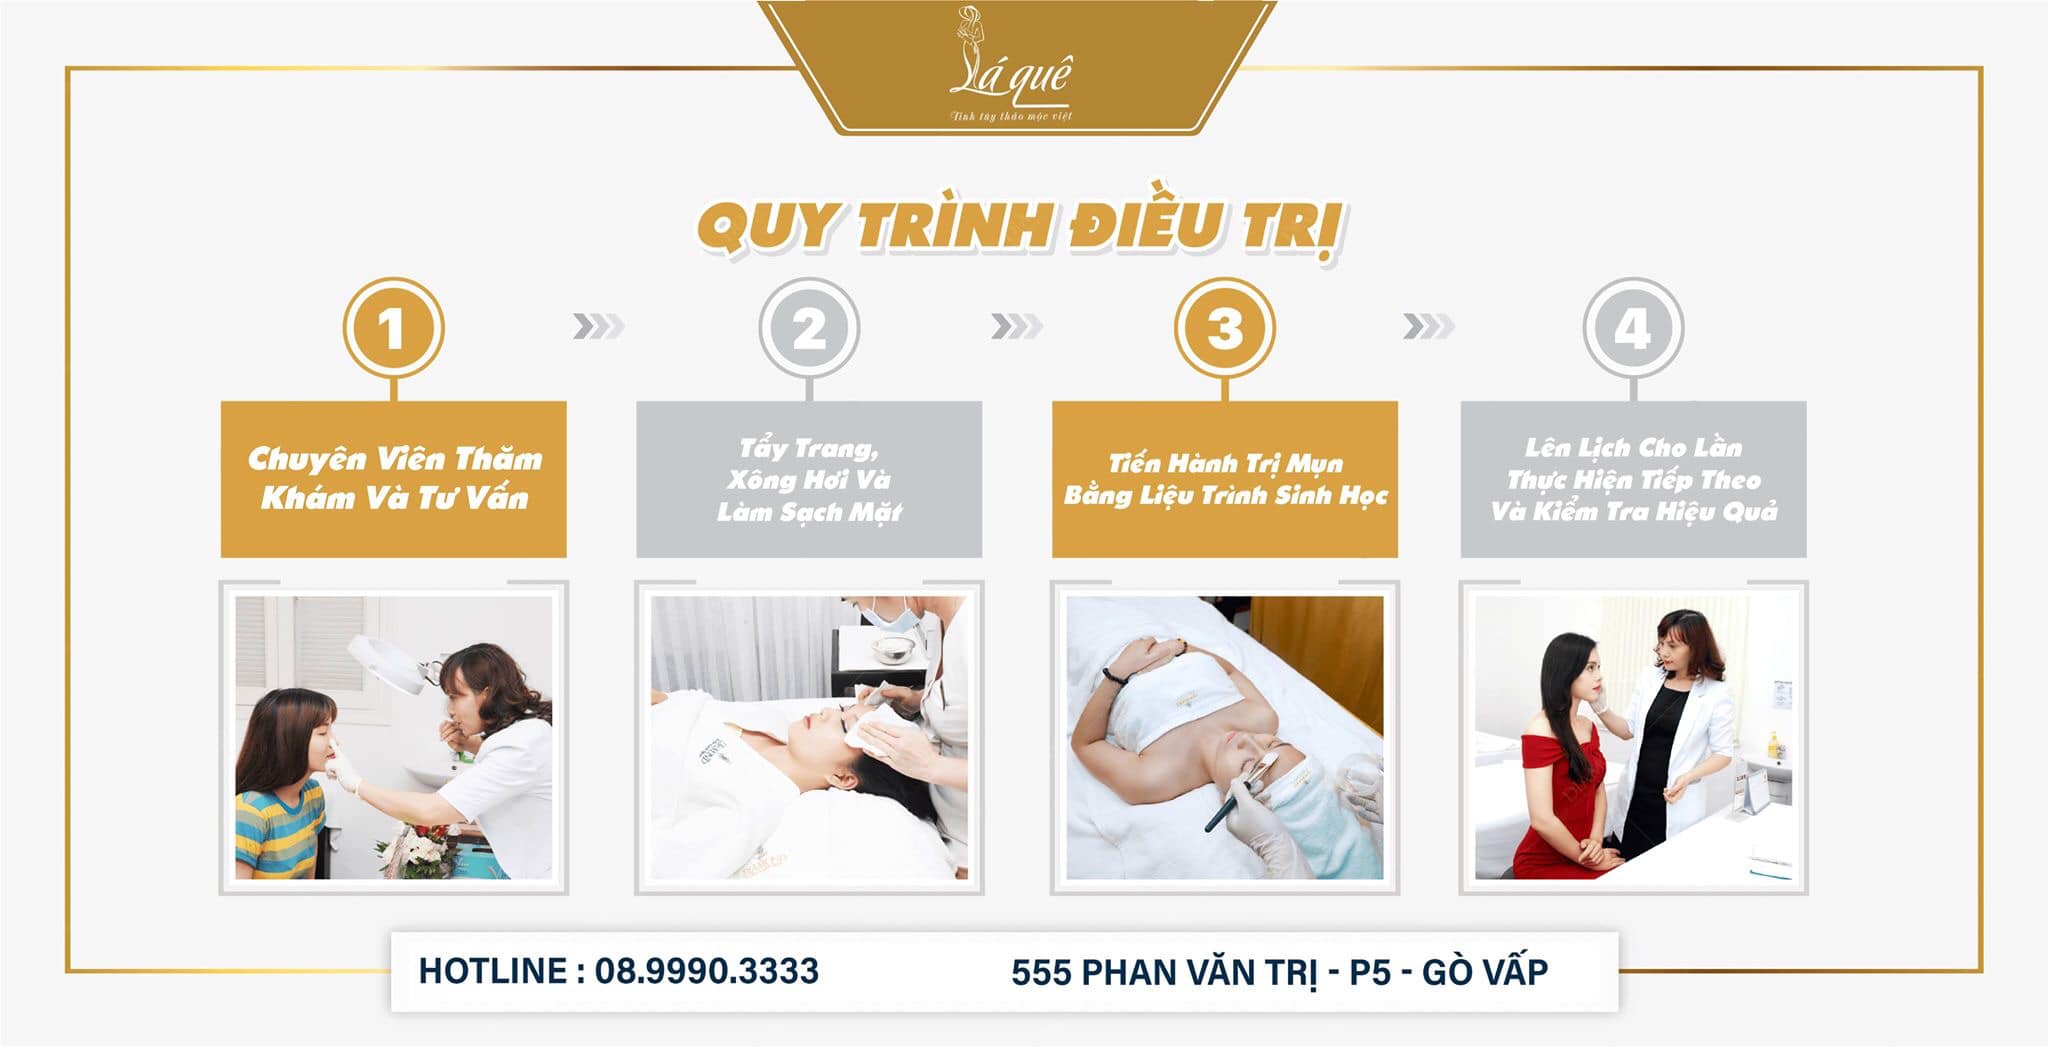 Lá quê
Tinh túy thảo mộc việt
QUY TRÌNH ĐIỀU TRỊ
1
2
3
4
Chuyên Viên Thăm
Khám Và Tư Vấn
Tẩy Trang,
Xông Hơi Và
Làm Sạch Mặt
Tiến Hành Trị Mụn
Bằng Liệu Trình Sinh Học
Lên Lịch Cho Lần
Thực Hiện Tiếp Theo
Và Kiểm Tra Hiệu Quả
HOTLINE : 08.9990.3333
555 PHAN VĂN TRỊ - P5 - GÒ VẤP